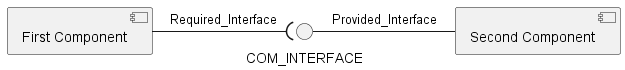 Required_Interface
Provided_Interface
First Component
Second Component
COM_INTERFACE